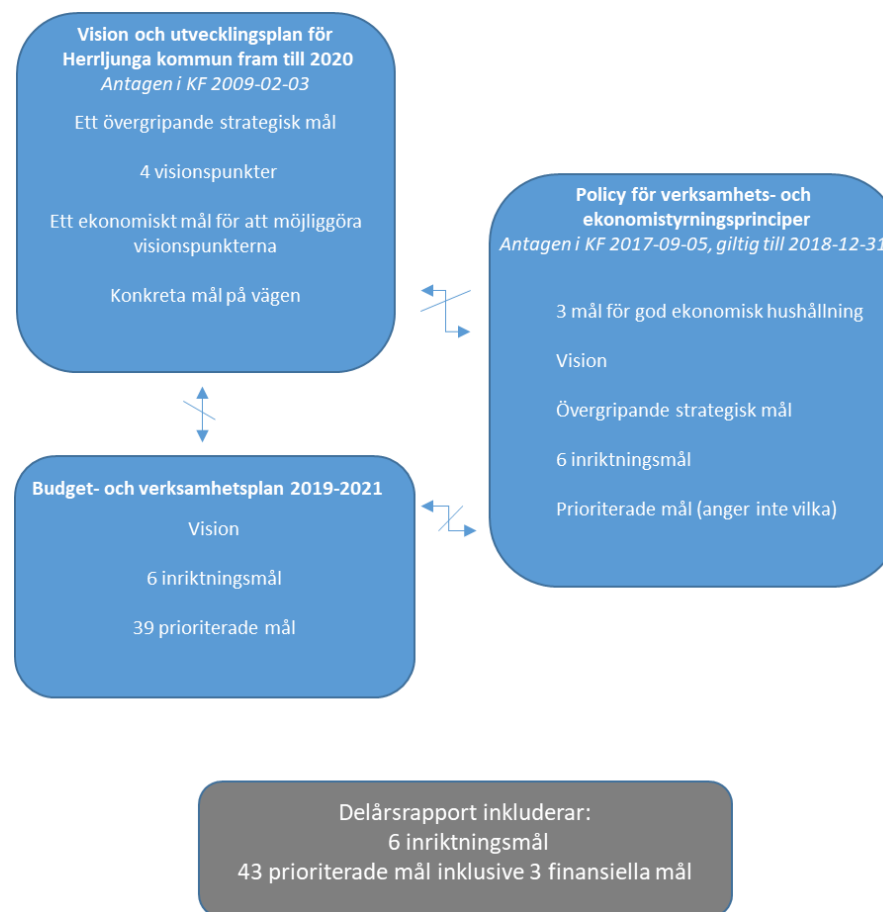 Vision och utvecklingsplan för
Herrljunga kommun fram till 2020
Antagen i KF 2009-02-03
Ett övergripande strategisk mål
4 visionspunkter
Ett ekonomiskt mål för att möjliggöra
visionspunkterna
Konkreta mål på vägen
Policy för verksamhets- och
ekonomistyrningsprinciper
Antagen i KF 2017-09-05, giltig till 2018-12-31
3 mål för god ekonomisk hushållning
Vision
Övergripande strategisk mål
6 inriktningsmål
Prioriterade mål (anger inte vilka)
Budget- och verksamhetsplan 2019-2021
Vision
6 inriktningsmål
39 prioriterade mål
Delårsrapport inkluderar:
6 inriktningsmål
43 prioriterade mål inklusive 3 finansiella mål